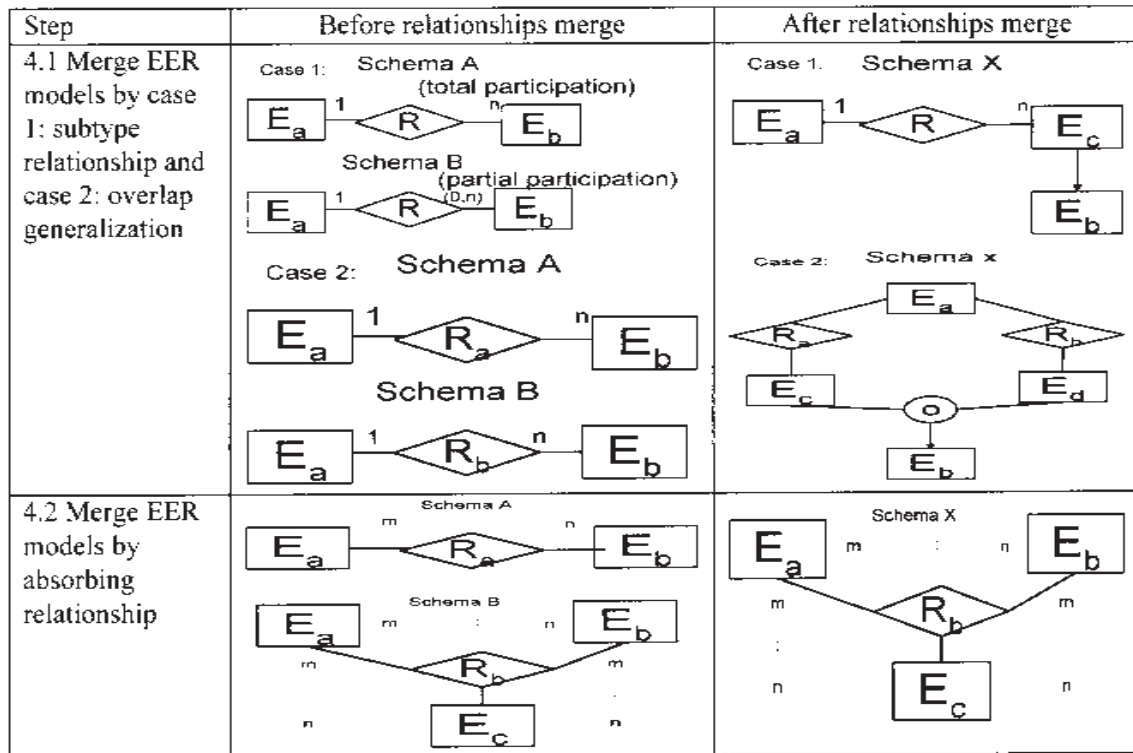 Step
Before relationships merge
After relationships merge
4.1 Merge EER
models by case
1: subtype
relationship and
case 2: overlap
generalization
Case 1:
Schema A
(total participation)
Ea
1
R
n
Eb
Schema B
(partial participation)
Ea
1
R
(0,n)
Eb
Case 2:
Schema A
Ea
1
Ra
n
Eb
Schema B
Ea
1
Rb
n
Eb
Case 1.
Schema X
Ea
1
R
n
Ec
Eb
Case 2:
Schema x
Ea
Ra
Rb
Ec
Ed
o
Eb
4.2 Merge EER
models by
absorbing
relationship
Schema A
Ea
m
:
n
Ra
Eb
Schema B
Ea
m
:
n
Eb
m
Rb
m
:
:
n
Ec
n
Schema X
Ea
m
:
n
Eb
m
Rb
m
:
:
n
Ec
n